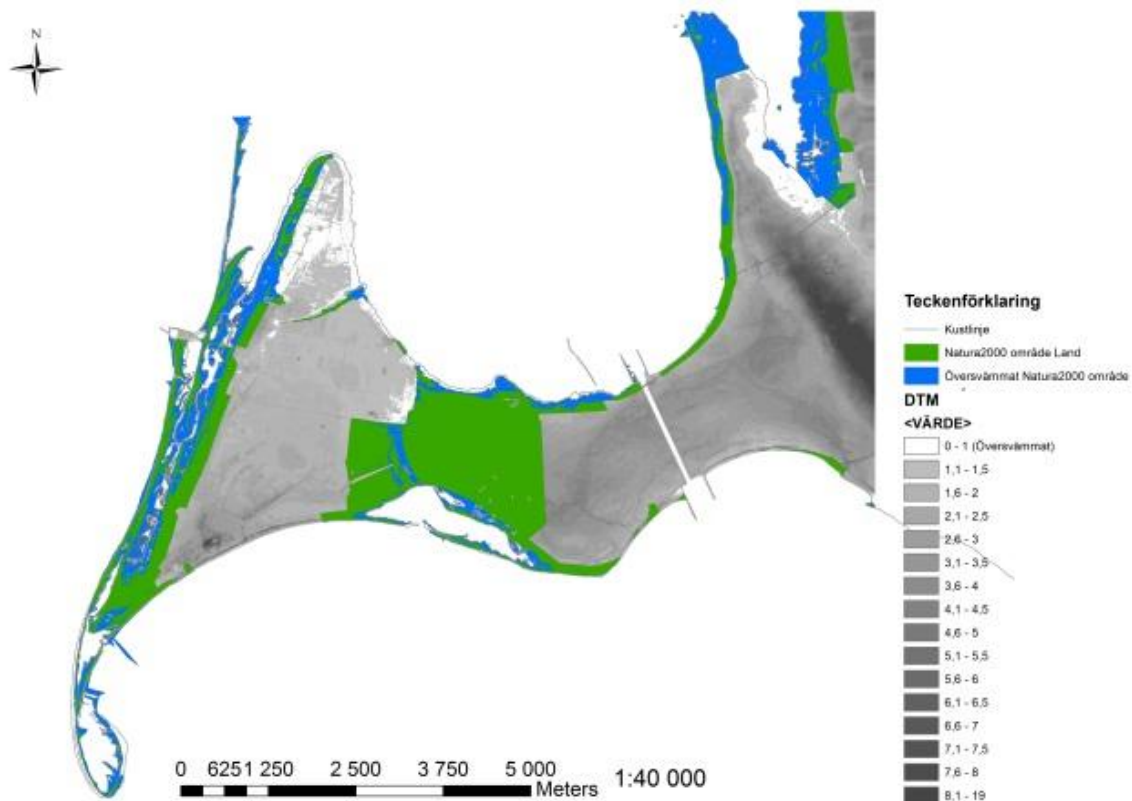 N
Teckenförklaring
Kustlinje
Natura2000 område Land
Översvämmat Natura2000 område
DTM
<VÄRDE>
0 - 1 (Översvämmat)
1,1 - 1,5
1,6 - 2
2,1 - 2,5
2,6 - 3
3,1 - 3,5
3,6 - 4
4,1 - 4,5
4,6 - 5
5,1 - 5,5
5,6 - 6
6,1 - 6,5
6,6 - 7
7,1 - 7,5
7,6 - 8
8,1 - 19
0 6251 250 2 500 3 750 5 000
Meters
1:40 000